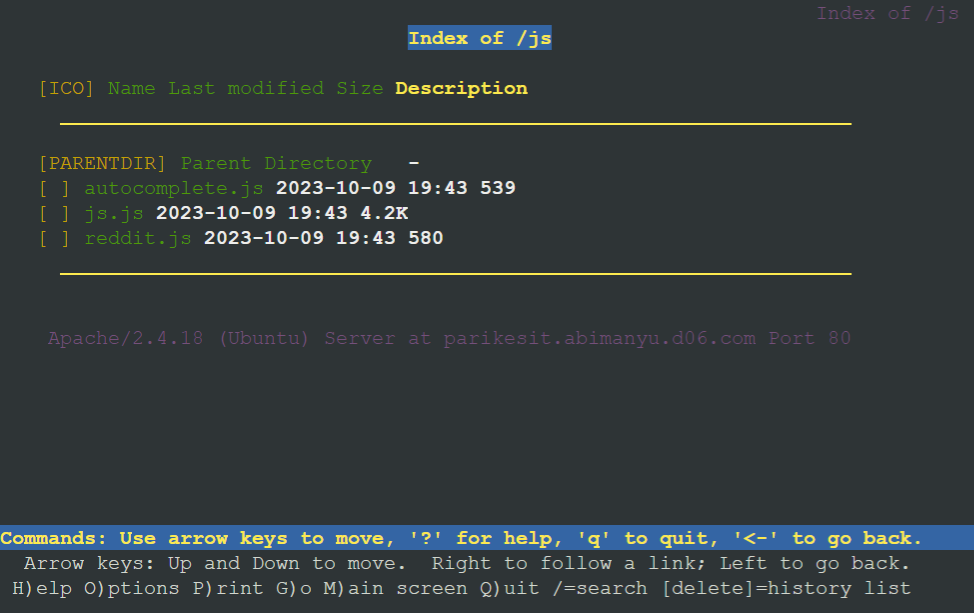 Index of /js
Index of /js
[ICO] Name Last modified Size Description
[PARENTDIR] Parent Directory   -
[ ] autocomplete.js 2023-10-09 19:43 539
[ ] js.js 2023-10-09 19:43 4.2K
[ ] reddit.js 2023-10-09 19:43 580
Apache/2.4.18 (Ubuntu) Server at parikesit.abimanyu.d06.com Port 80
Commands: Use arrow keys to move, '?' for help, 'q' to quit, '<-' to go back.
Arrow keys: Up and Down to move.  Right to follow a link; Left to go back.
H)elp O)ptions P)rint G)o M)ain screen Q)uit /=search [delete]=history list